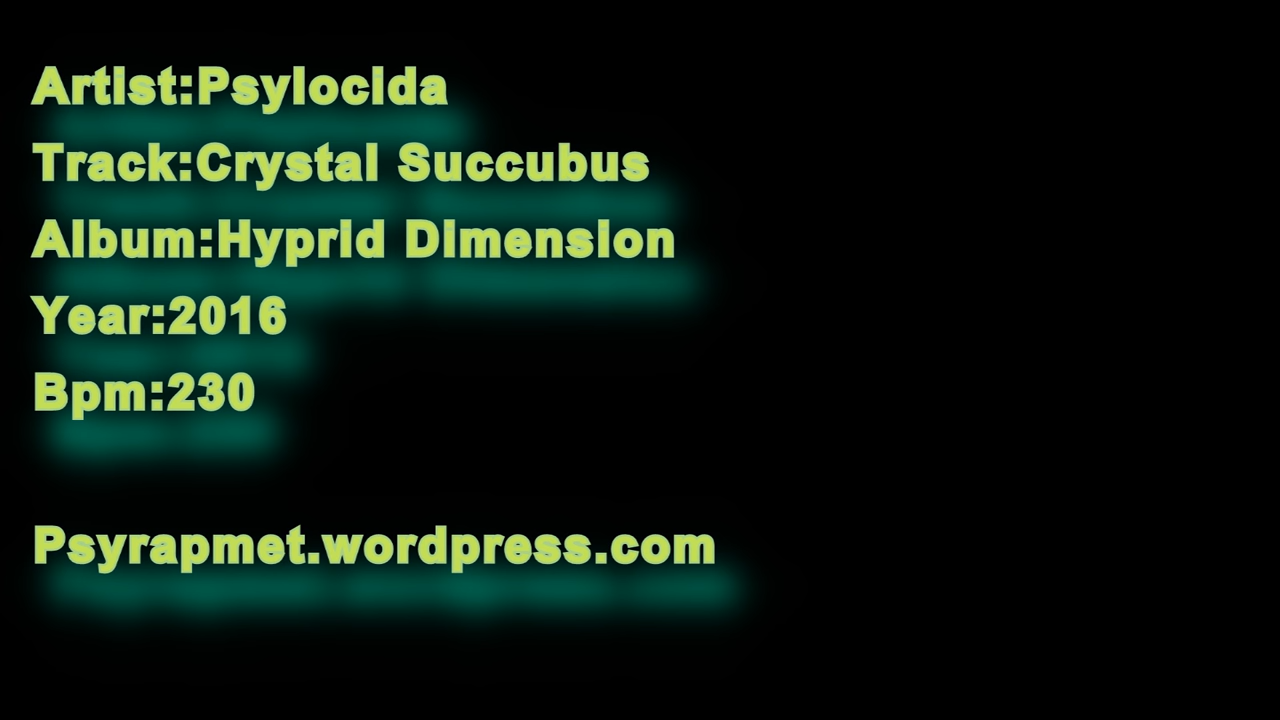 Artist:Psylocida
Track:Crystal Succubus
Album:Hyprid Dimension
Year:2016
Bpm:230
Psyrapmet.wordpress.com